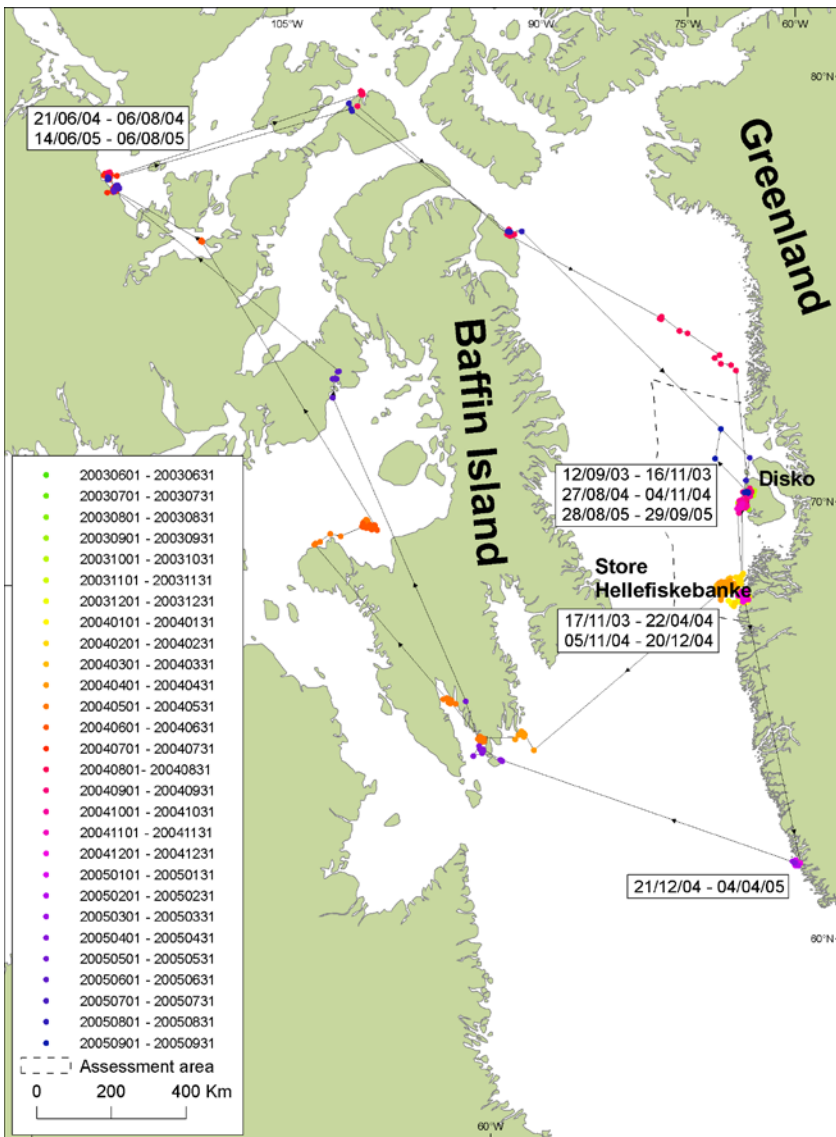 105°W
90°W
75°W
60°W
80°N
21/06/04 - 06/08/04
14/06/05 - 06/08/05
Greenland
Baffin Island
12/09/03 - 16/11/03
27/08/04 - 04/11/04
28/08/05 - 29/09/05
Disko
70°N
Store
Hellefiskebanke
17/11/03 - 22/04/04
05/11/04 - 20/12/04
20030601 - 20030631
20030701 - 20030731
20030801 - 20030831
20030901 - 20030931
20031001 - 20031031
20031101 - 20031131
20031201 - 20031231
20040101 - 20040131
20040201 - 20040231
20040301 - 20040331
20040401 - 20040431
20040501 - 20040531
20040601 - 20040631
20040701 - 20040731
20040801- 20040831
20040901 - 20040931
20041001 - 20041031
20041101 - 20041131
20041201 - 20041231
20050101 - 20050131
20050201 - 20050231
20050301 - 20050331
20050401 - 20050431
20050501 - 20050531
20050601 - 20050631
20050701 - 20050731
20050801 - 20050831
20050901 - 20050931
Assessment area
0 200 400 Km
21/12/04 - 04/04/05
60°N
60°W